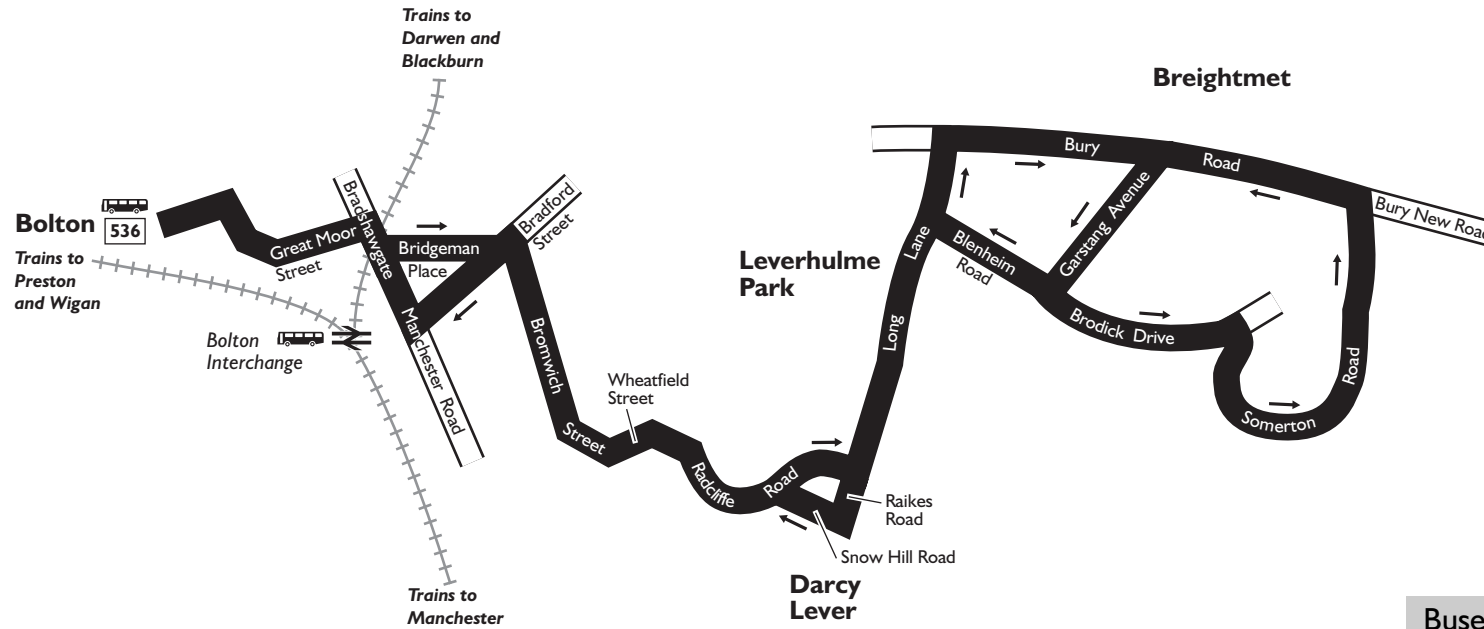 Trains to
Darwen and
Blackburn
Breightmet
Bury Road
Bradshawgate
Bradford
Street
Bury New Road
Bolton
536
Great Moor
Street
Bridgeman
Place
Garstang Avenue
Blenheim
Road
Long Lane
Leverhulme
Park
Trains to
Preston
and Wigan
Manchester Road
Brodick Drive
Bolton
Interchange
Bromwich
Street
Wheatfield
Street
Somerton
Road
Radcliffe Road
Raikes
Road
Snow Hill Road
Darcy
Lever
Trains to
Manchester
Buse